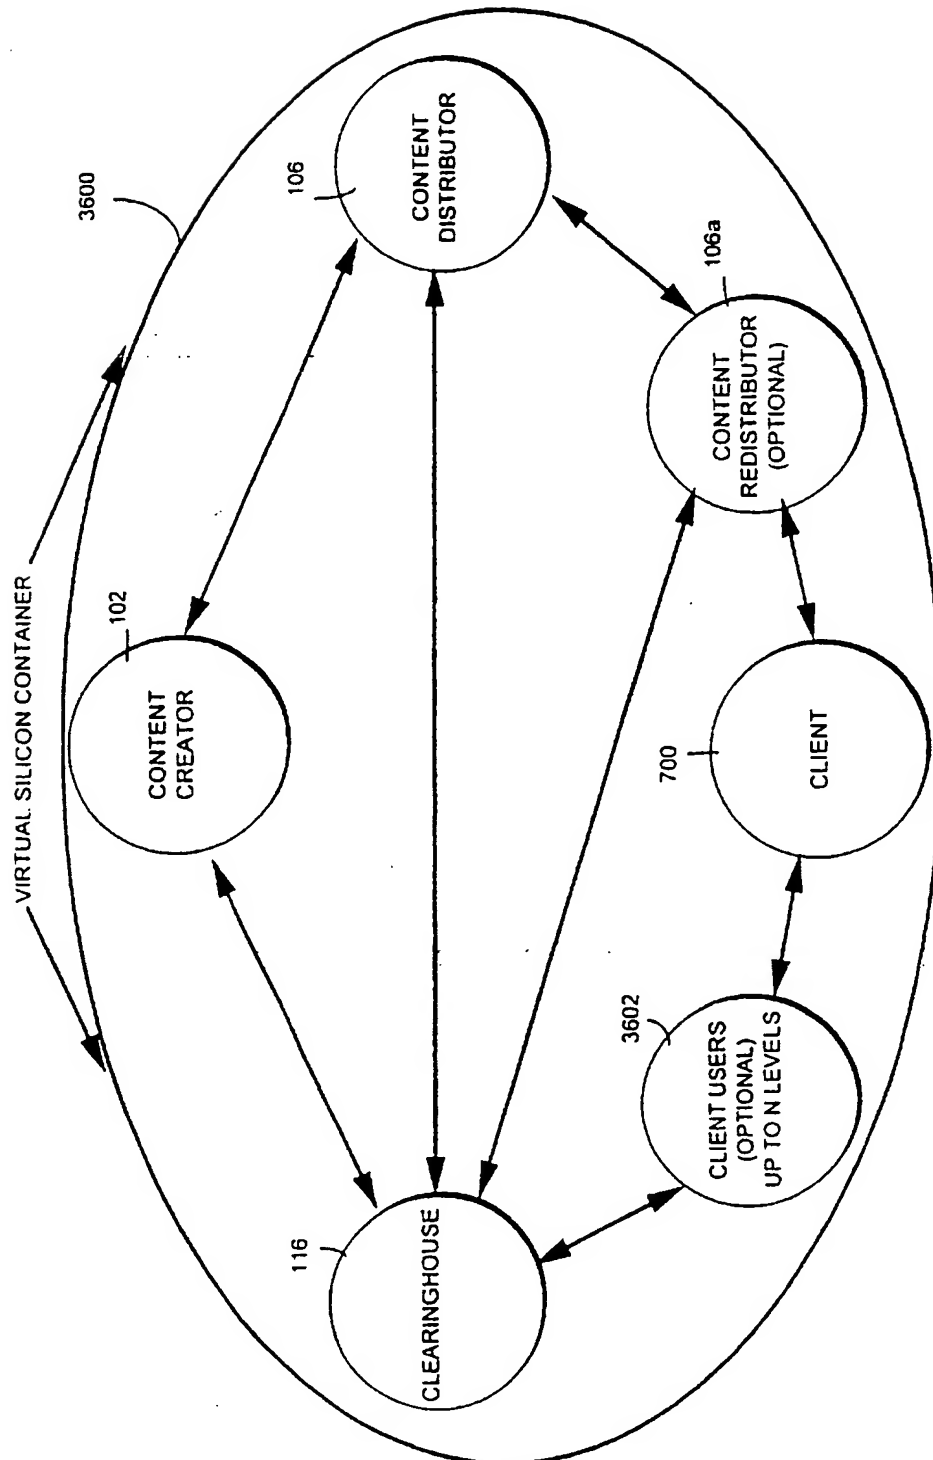 VIRTUAL SILICON CONTAINER
3600
102
CONTENT
CREATOR
106
CONTENT
DISTRIBUTOR
116
CLEARINGHOUSE
106a
CONTENT
REDISTRIBUTOR
(OPTIONAL)
3602
CLIENT USERS
(OPTIONAL)
UP TO N LEVELS
700
CLIENT